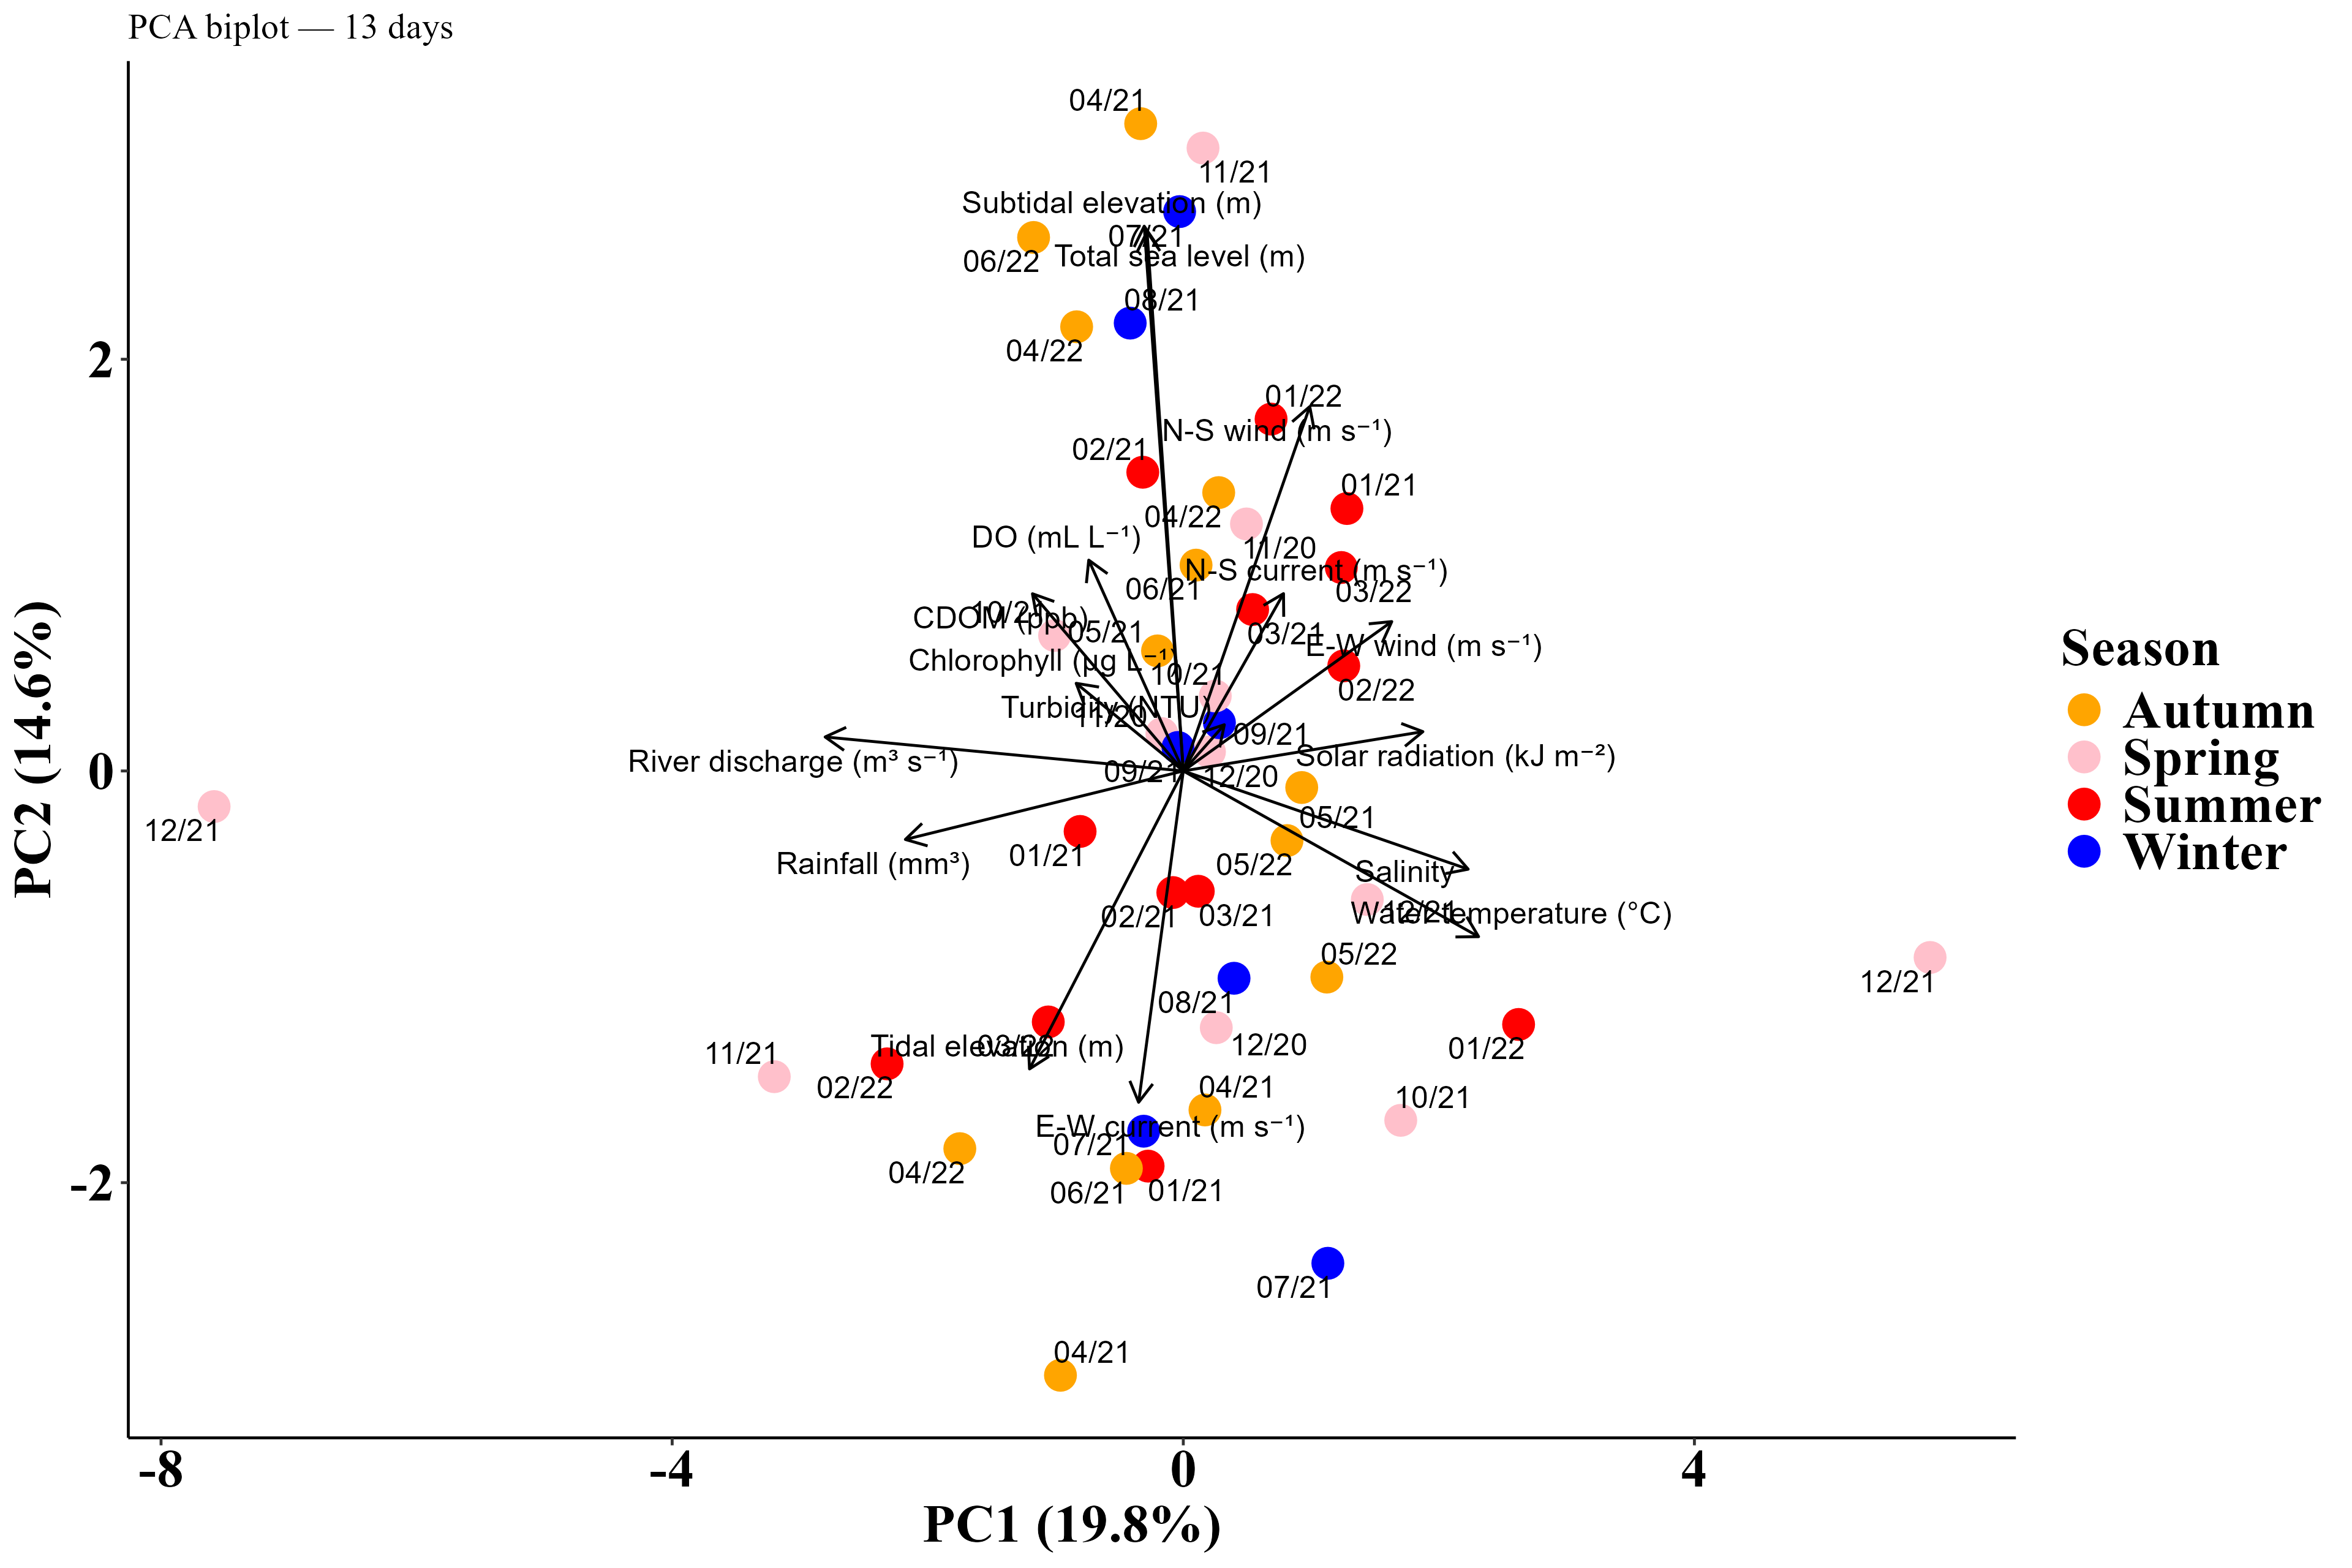 PCA biplot — 13 days
04/21
11/21
Subtidal elevation (m)
07/21
Total sea level (m)
06/22
08/21
04/22
2
01/22
N-S wind (m s⁻¹)
02/21
01/21
04/22
DO (mL L⁻¹)
11/20
N-S current (m s⁻¹)
06/21
03/22
10/21
CDOM (ppb)
05/21
03/21
E-W wind (m s⁻¹)
Chlorophyll (µg L⁻¹)
10/21
02/22
Turbidity (NTU)
11/20
09/21
Solar radiation (kJ m⁻²)
River discharge (m³ s⁻¹)
09/21
12/20
0
12/21
05/21
01/21
Rainfall (mm³)
05/22
Salinity
02/21
03/21
12/21
Water temperature (°C)
05/22
12/21
08/21
Tidal elevation (m)
03/22
12/20
01/22
11/21
02/22
04/21
10/21
E-W current (m s⁻¹)
07/21
04/22
06/21
01/21
-2
07/21
04/21
-8
-4
0
4
PC1 (19.8%)
PC2 (14.6%)
Season
Autumn
Spring
Summer
Winter